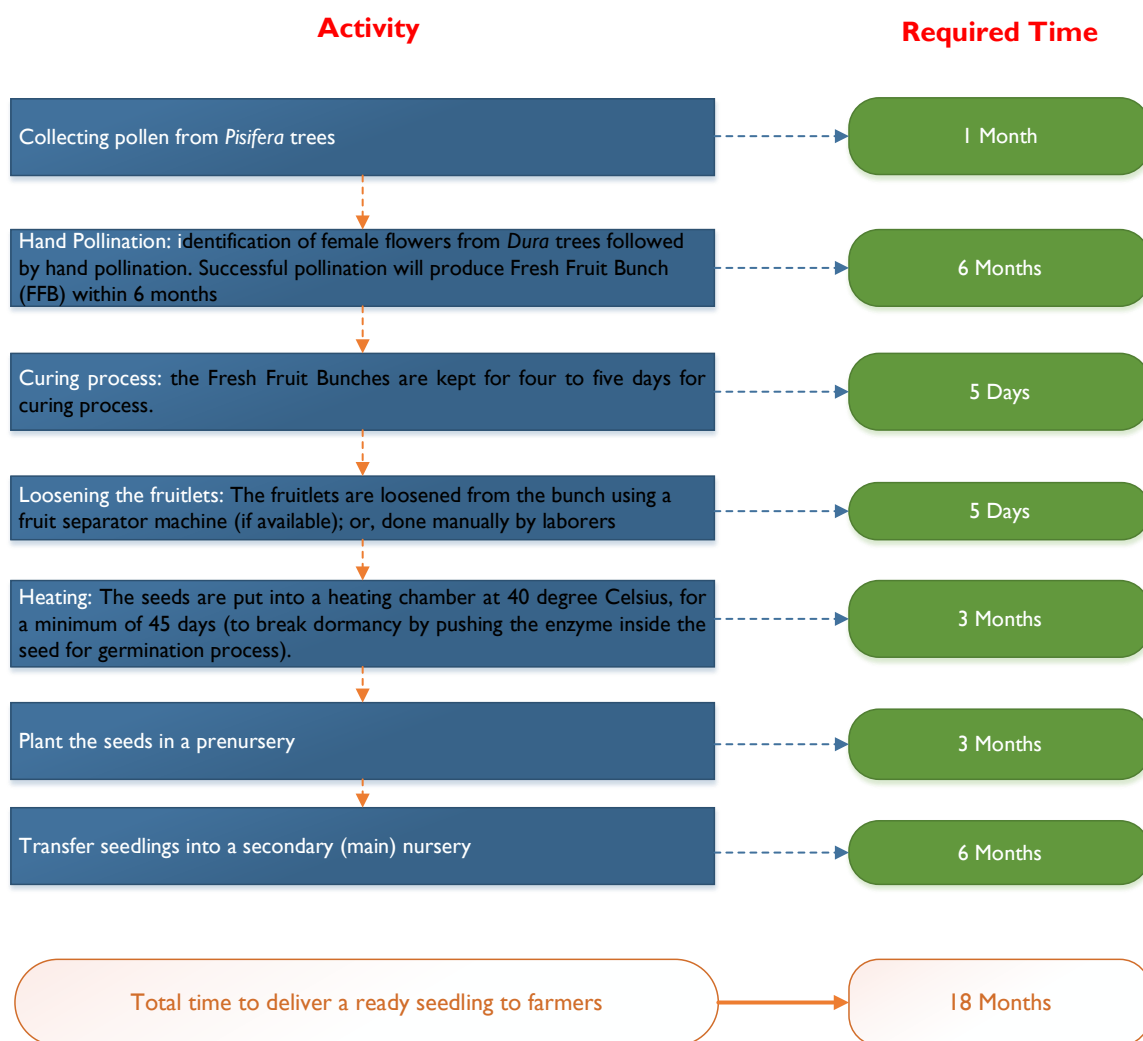 Activity
Required Time
Collecting pollen from Pisifera trees
1 Month
Hand Pollination: identification of female flowers from Dura trees followed
by hand pollination. Successful pollination will produce Fresh Fruit Bunch
(FFB) within 6 months
6 Months
Curing process: the Fresh Fruit Bunches are kept for four to five days for
curing process.
5 Days
Loosening the fruitlets: The fruitlets are loosened from the bunch using a
fruit separator machine (if available); or, done manually by laborers
5 Days
Heating: The seeds are put into a heating chamber at 40 degree Celsius, for
a minimum of 45 days (to break dormancy by pushing the enzyme inside the
seed for germination process).
3 Months
Plant the seeds in a prenursery
3 Months
Transfer seedlings into a secondary (main) nursery
6 Months
Total time to deliver a ready seedling to farmers
18 Months